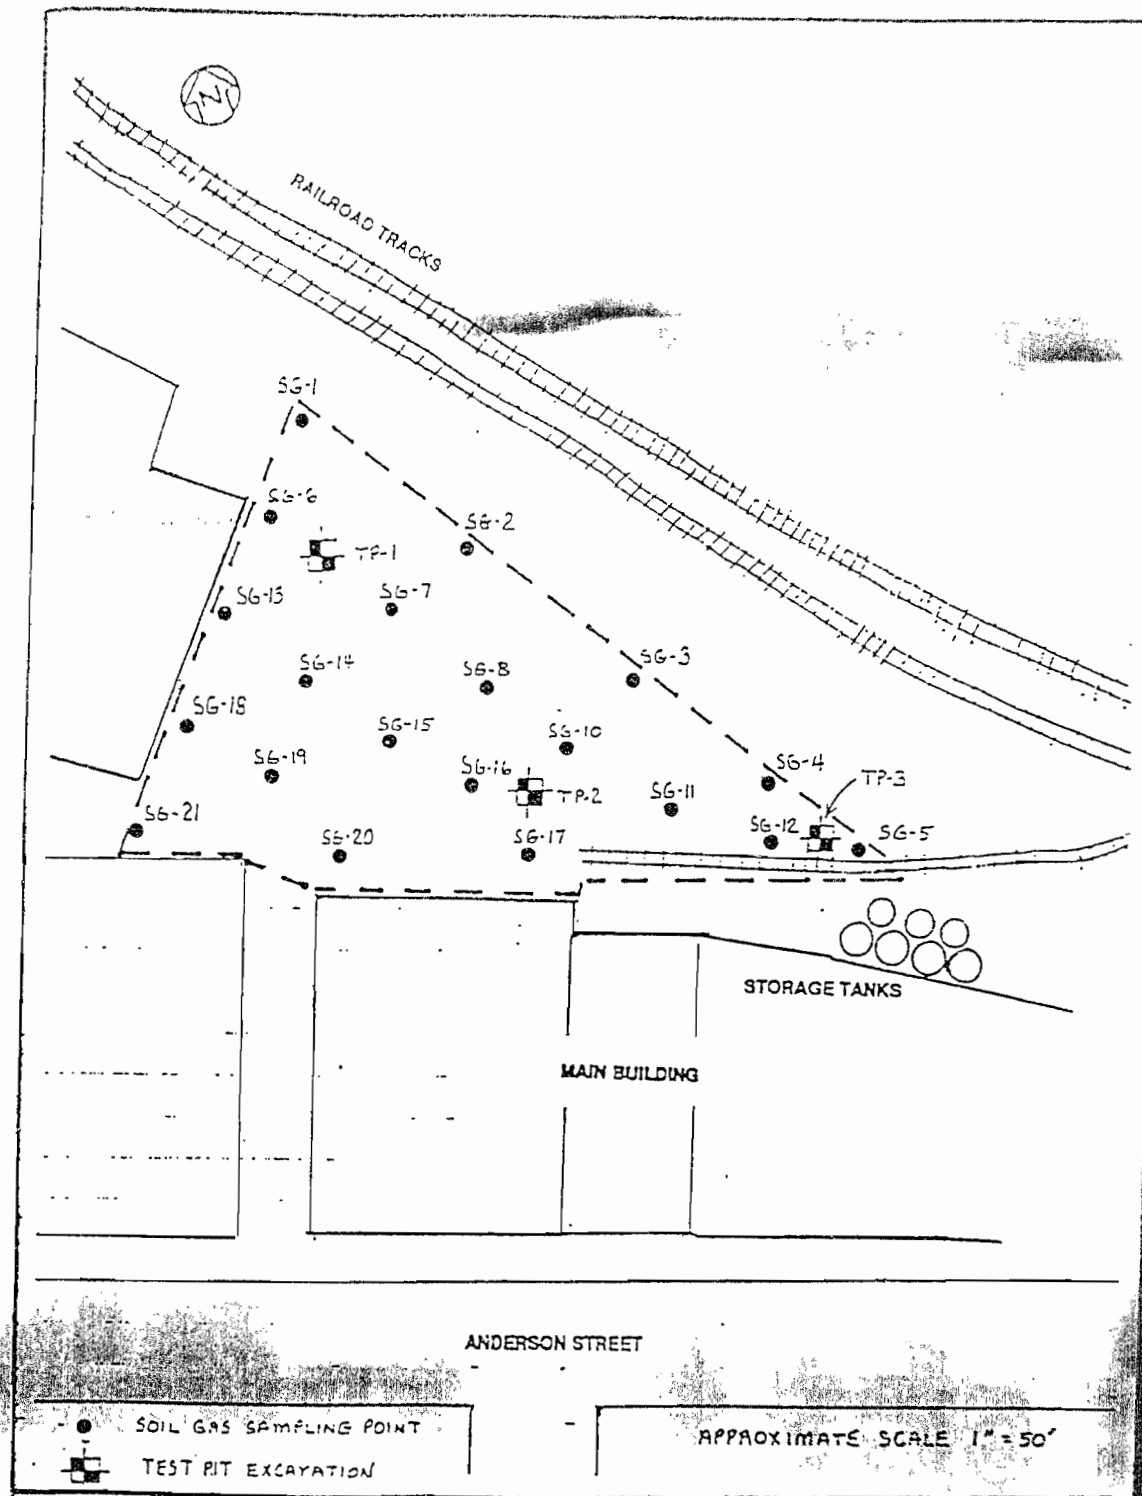 N
RAILROAD TRACKS
SG-1
SG-6
SG-2
TP-1
SG-13
SG-7
SG-14
SG-8
SG-3
SG-18
SG-15
SG-10
SG-19
SG-16
TP-2
SG-11
SG-4
TP-3
SG-21
SG-20
SG-17
SG-12
SG-5
STORAGE TANKS
MAIN BUILDING
ANDERSON STREET
SOIL GAS SAMPLING POINT
TEST PIT EXCAVATION
APPROXIMATE SCALE 1" = 50'